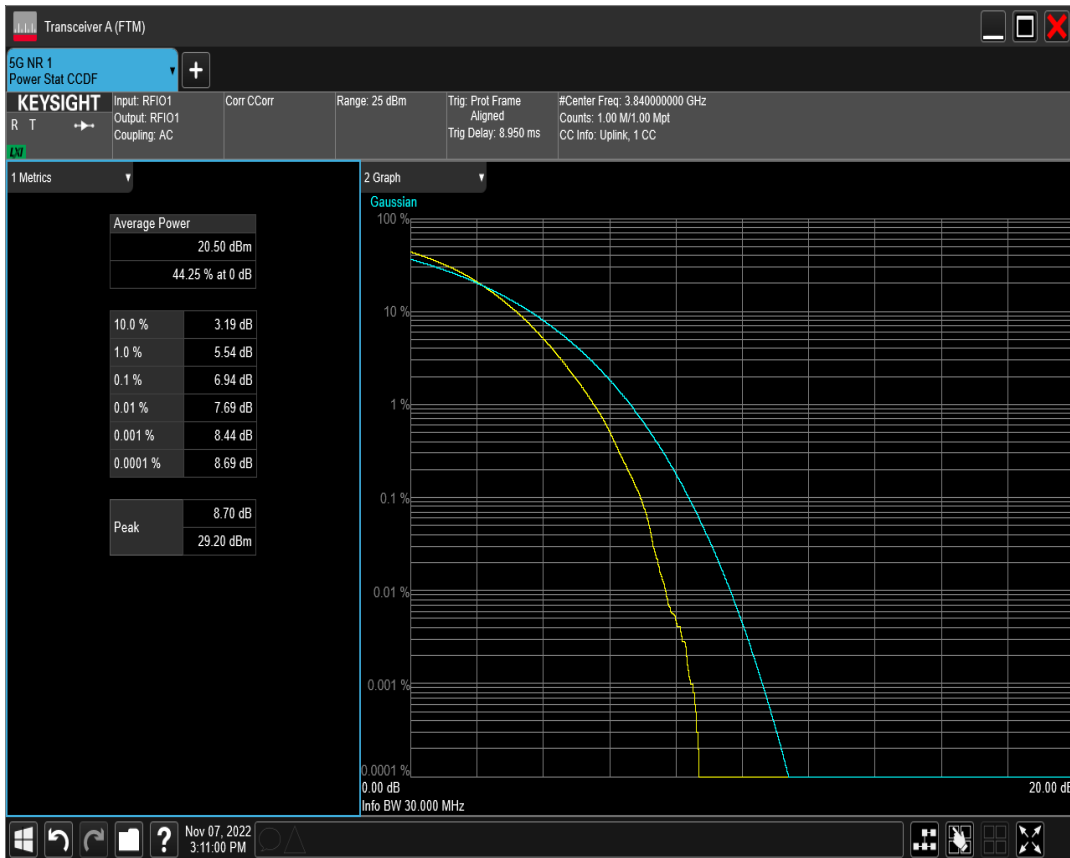 Transceiver A (FTM)
5G NR 1
Power Stat CCDF
+
KEYSIGHT
R T
LXI
Input: RFIO1
Output: RFIO1
Coupling: AC
Corr CCorr
Range: 25 dBm
Trig: Prot Frame
Aligned
Trig Delay: 8.950 ms
#Center Freq: 3.840000000 GHz
Counts: 1.00 M/1.00 Mpt
CC Info: Uplink, 1 CC
1 Metrics
Average Power
20.50 dBm
44.25 % at 0 dB
10.0 % 3.19 dB
1.0 % 5.54 dB
0.1 % 6.94 dB
0.01 % 7.69 dB
0.001 % 8.44 dB
0.0001 % 8.69 dB
Peak
8.70 dB
29.20 dBm
2 Graph
Gaussian
100 %
10 %
1 %
0.1 %
0.01 %
0.001 %
0.0001 %
0.00 dB 20.00 dB
Info BW 30.000 MHz
?
Nov 07, 2022
3:11:00 PM